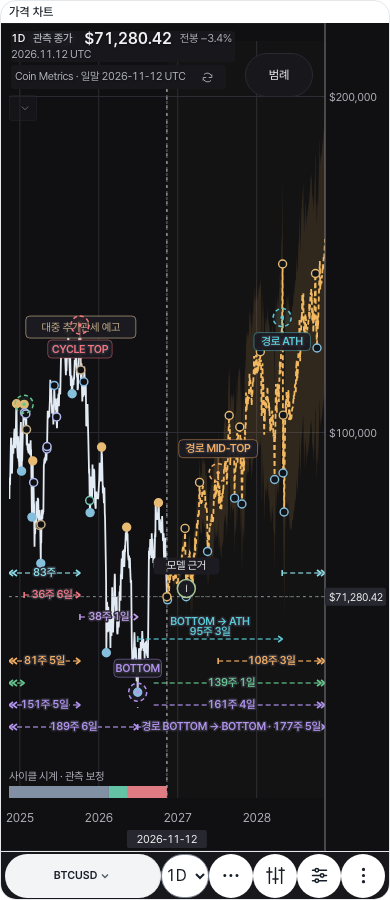 가격 차트
1D 관측 종가 $71,280.42 전봉 −3.4%
2026.11.12 UTC
Coin Metrics · 일말 2026-11-12 UTC
범례
$200,000
대중 추가관세 예고
CYCLE TOP
경로 ATH
$100,000
경로 MID-TOP
모델 근거
83주
36주 6일
$71,280.42
38주 1일
BOTTOM → ATH
95주 3일
81주 5일
108주 3일
BOTTOM
139주 1일
151주 5일
161주 4일
189주 6일
경로 BOTTOM → BOTTOM · 177주 5일
사이클 시계 · 관측 보정
2025 2026 2027 2028
2026-11-12
BTCUSD
1D